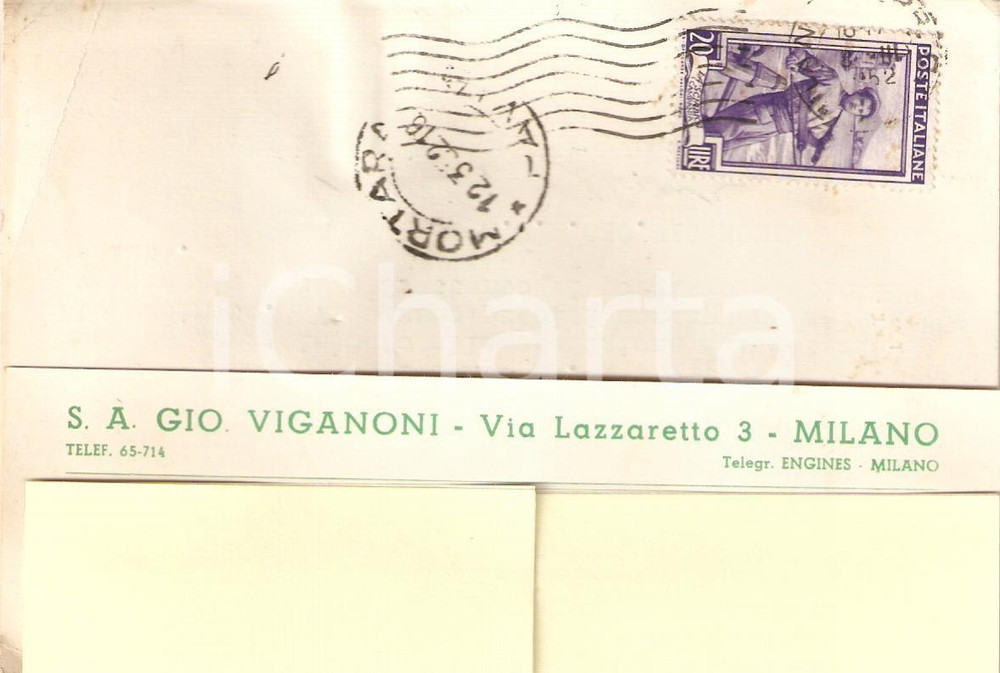 POSTE ITALIANE
20
LIRE
MORTARA
12.3.52.18
iCharta
S. A. GIO. VIGANONI - Via Lazzaretto 3 - MILANO
TELEF. 65-714
Telegr. ENGINES - MILANO